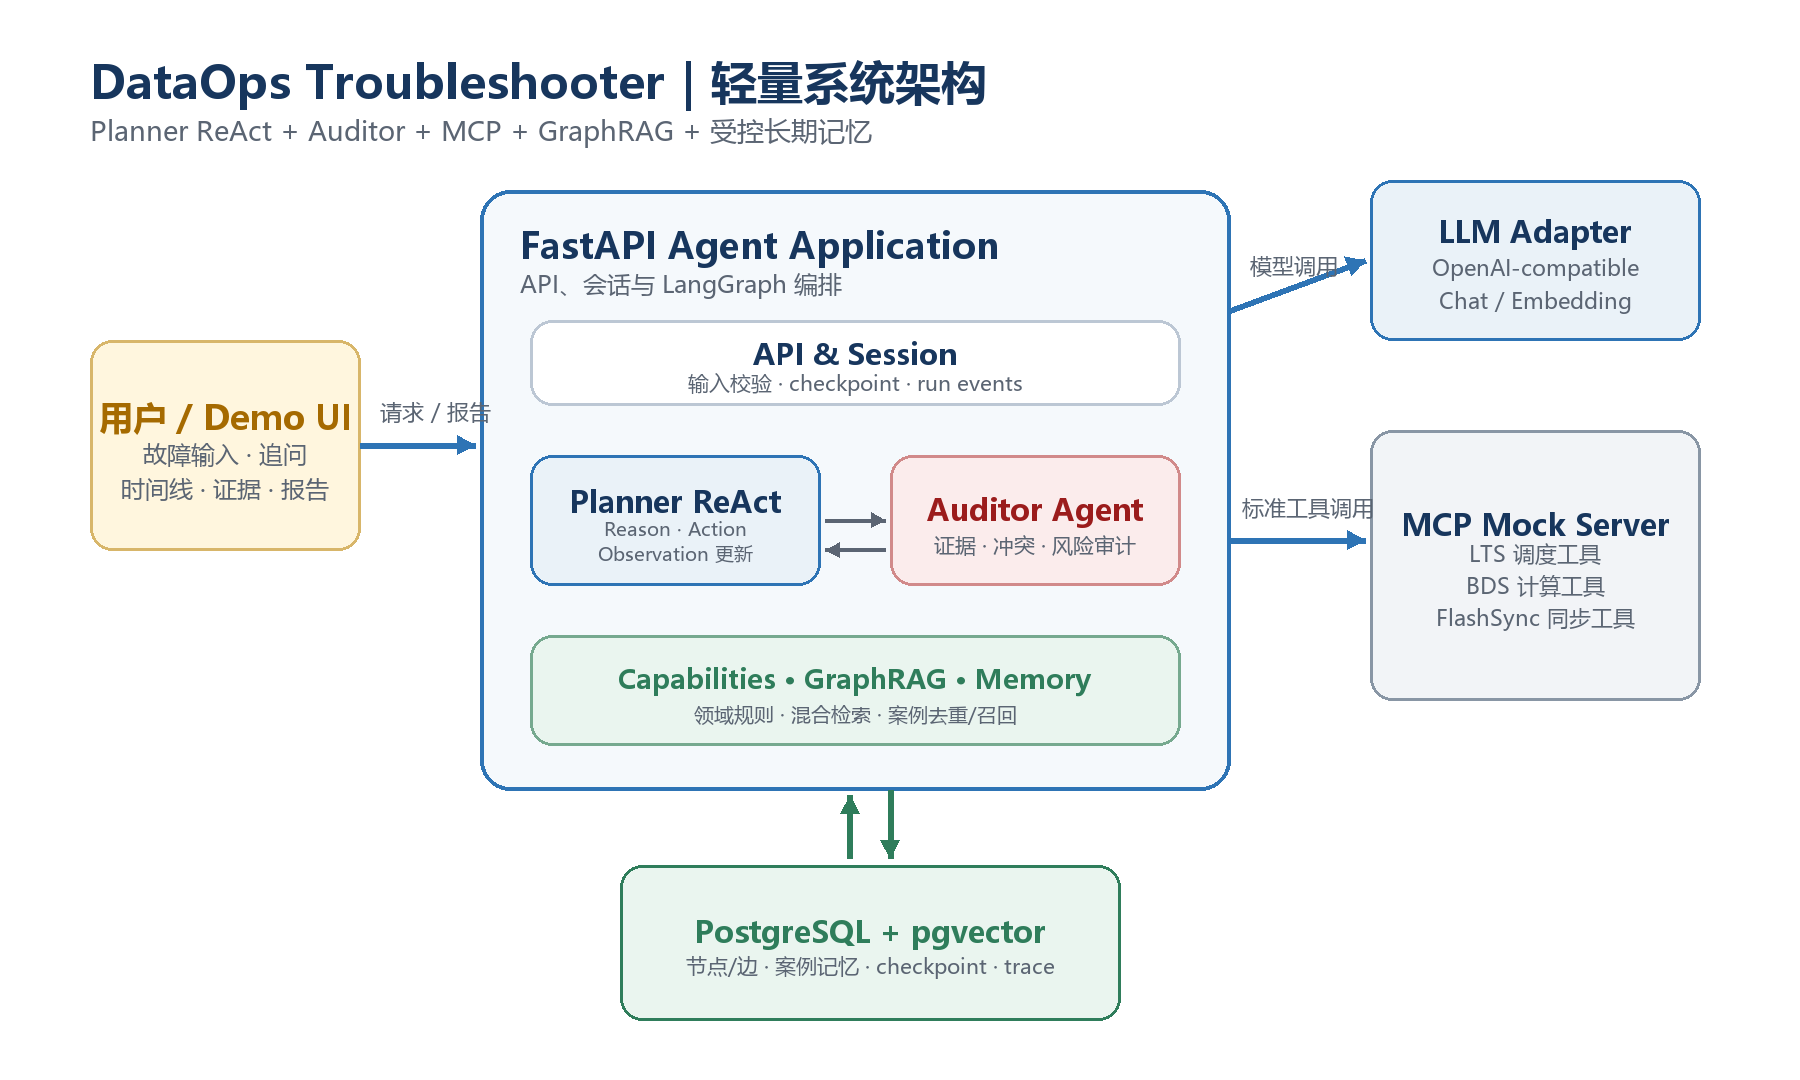 DataOps Troubleshooter | 轻量系统架构
Planner ReAct + Auditor + MCP + GraphRAG + 受控长期记忆
FastAPI Agent Application
API、会话与 LangGraph 编排
API & Session
输入校验 · checkpoint · run events
用户 / Demo UI
故障输入 · 追问
时间线 · 证据 · 报告
请求 / 报告
Planner ReAct
Reason · Action
Observation 更新
Auditor Agent
证据 · 冲突 · 风险审计
Capabilities • GraphRAG • Memory
领域规则 · 混合检索 · 案例去重/召回
模型调用
LLM Adapter
OpenAI-compatible
Chat / Embedding
标准工具调用
MCP Mock Server
LTS 调度工具
BDS 计算工具
FlashSync 同步工具
PostgreSQL + pgvector
节点/边 · 案例记忆 · checkpoint · trace